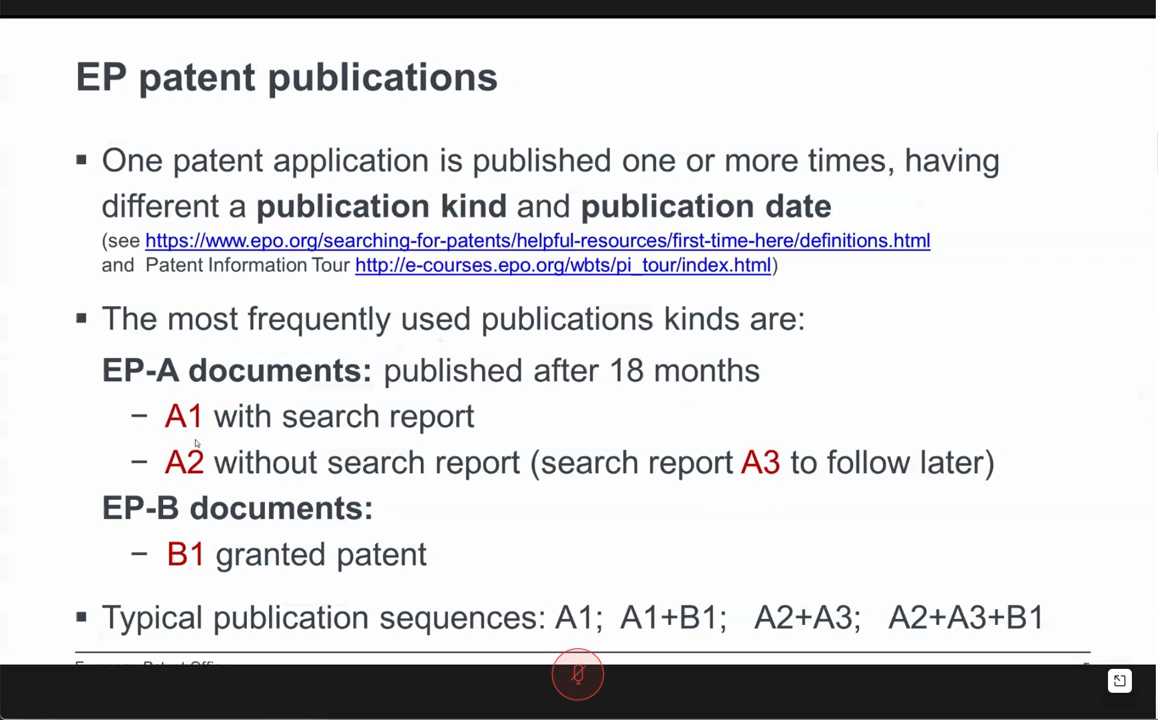 EP patent publications
▪ One patent application is published one or more times, having
different a publication kind and publication date
(see https://www.epo.org/searching-for-patents/helpful-resources/first-time-here/definitions.html
and Patent Information Tour http://e-courses.epo.org/wbts/pi_tour/index.html)
▪ The most frequently used publications kinds are:
EP-A documents: published after 18 months
− A1 with search report
− A2 without search report (search report A3 to follow later)
EP-B documents:
− B1 granted patent
▪ Typical publication sequences: A1; A1+B1; A2+A3; A2+A3+B1